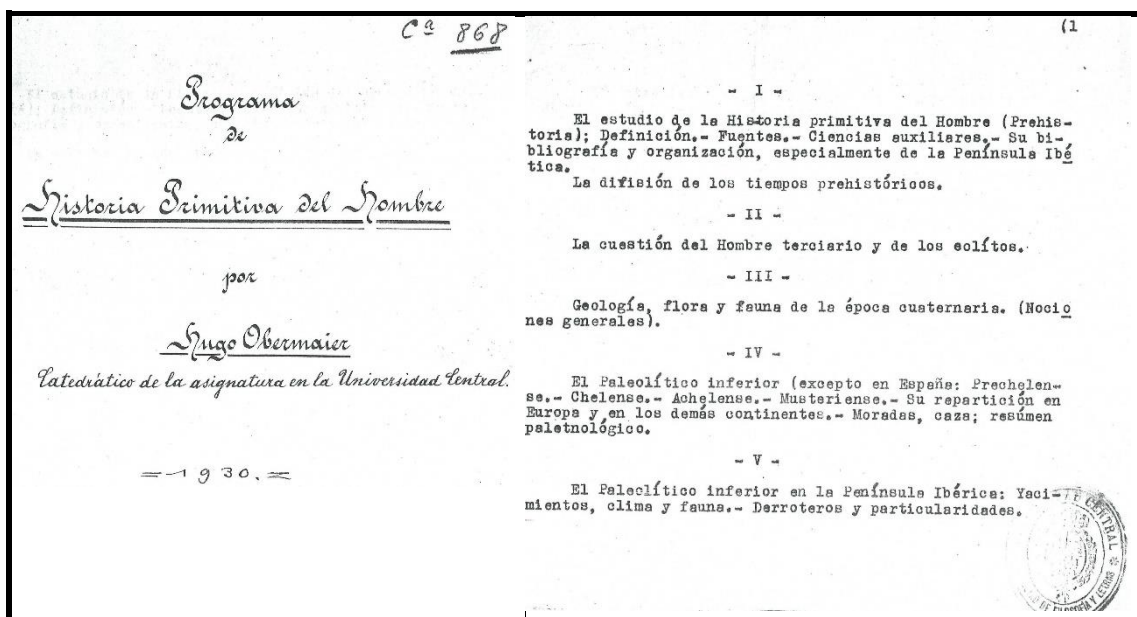 Cª 868
Programa
de
Historia Primitiva del Hombre
por
Hugo Obermaier
Catedrático de la asignatura en la Universidad Central.
=1930.=
(1
- I -
El estudio de la Historia primitiva del Hombre (Prehis-
toria); Definición.- Fuentes.- Ciencias auxiliares.- Su bi-
bliografía y organización, especialmente de la Península Ibé
tica.
La difisión de los tiempos prehistóricos.
- II -
La cuestión del Hombre terciario y de los eolítos.
- III -
Geología, flora y fauna de la época cuaternaria. (Nocio
nes generales).
- IV -
El Paleolítico inferior (excepto en España: Prechelen-
se.- Chelense.- Achelense.- Musteriense.- Su repartición en
Europa y en los demás continentes.- Moradas, caza; resúmen
paletnológico.
- V -
El Paleolítico inferior en la Península Ibérica: Yaci-
mientos, clima y fauna.- Derroteros y particularidades.
CENTRAL
DE FILOSOFÍA Y LETRAS